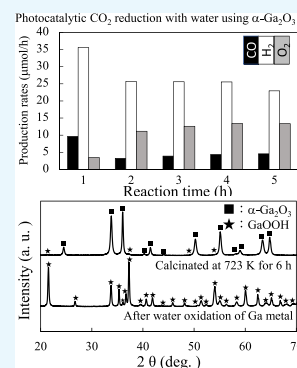 Photocatalytic CO₂ reduction with water using α-Ga₂O₃
Production rates (μmol/h)
40
35
30
25
20
15
10
5
0
CO
H₂
O₂
1 2 3 4 5
Reaction time (h)
Intensity (a. u.)
■ : α-Ga₂O₃
★ : GaOOH
Calcinated at 723 K for 6 h
After water oxidation of Ga metal
20 30 40 50 60 70
2 θ (deg. )